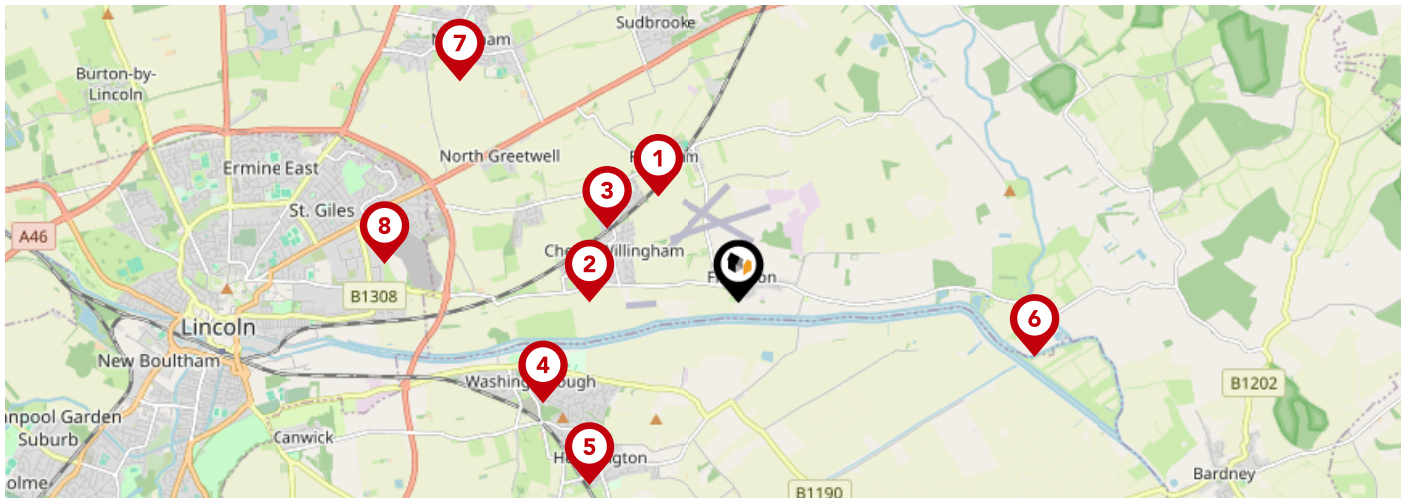 Sudbrooke
7
Burton-by-
Lincoln
1
North Greetwell
Ermine East
3
St. Giles
8
A46
2
B1308
6
Lincoln
New Boultham
4
B1202
Canwick
Suburb
5
Bardney
B1190